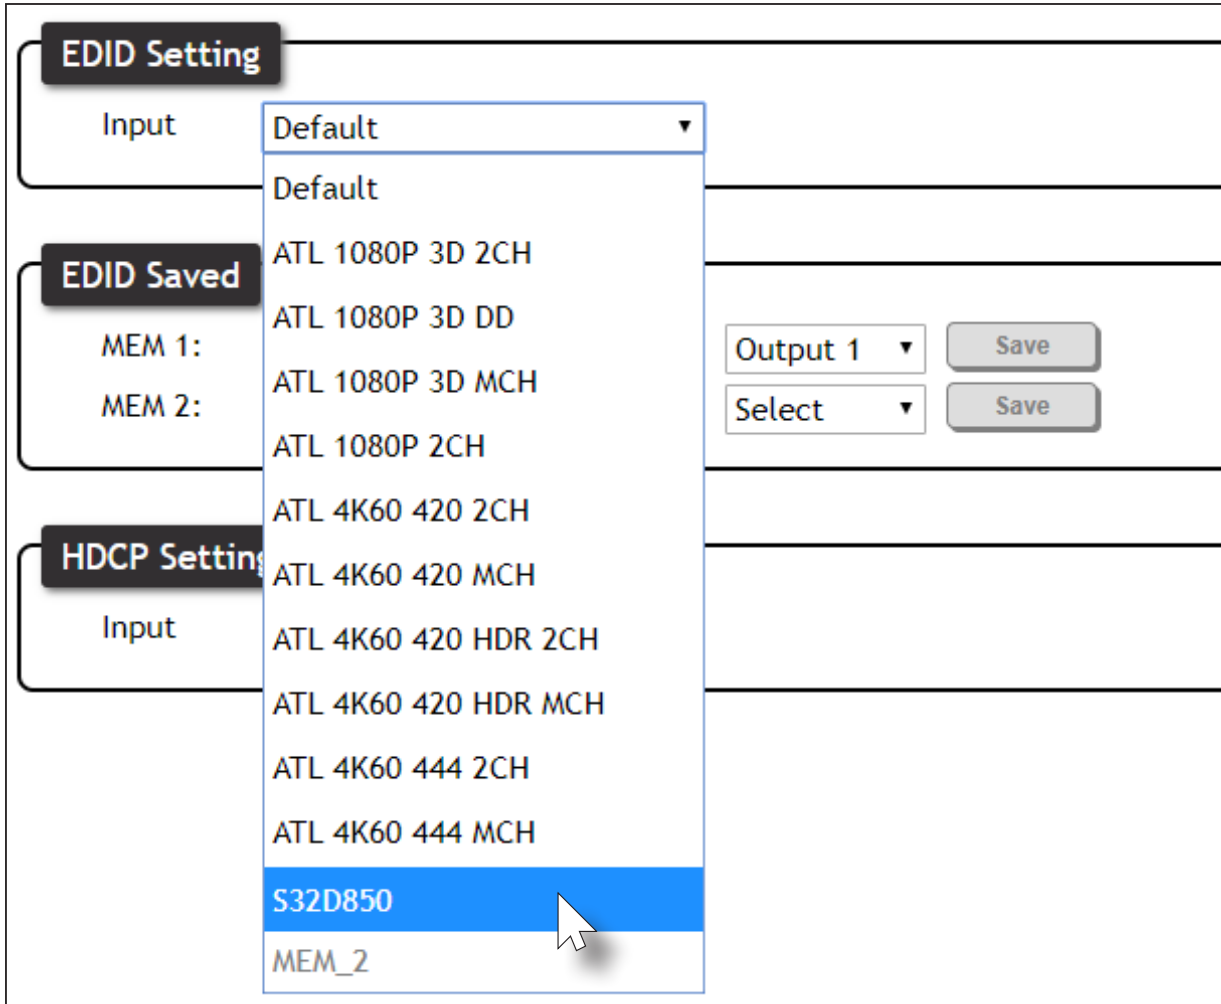 EDID Setting
Input
Default
Default
ATL 1080P 3D 2CH
ATL 1080P 3D DD
ATL 1080P 3D MCH
ATL 1080P 2CH
ATL 4K60 420 2CH
ATL 4K60 420 MCH
ATL 4K60 420 HDR 2CH
ATL 4K60 420 HDR MCH
ATL 4K60 444 2CH
ATL 4K60 444 MCH
S32D850
MEM_2
EDID Saved
MEM 1:
Output 1
Save
MEM 2:
Select
Save
HDCP Setting
Input